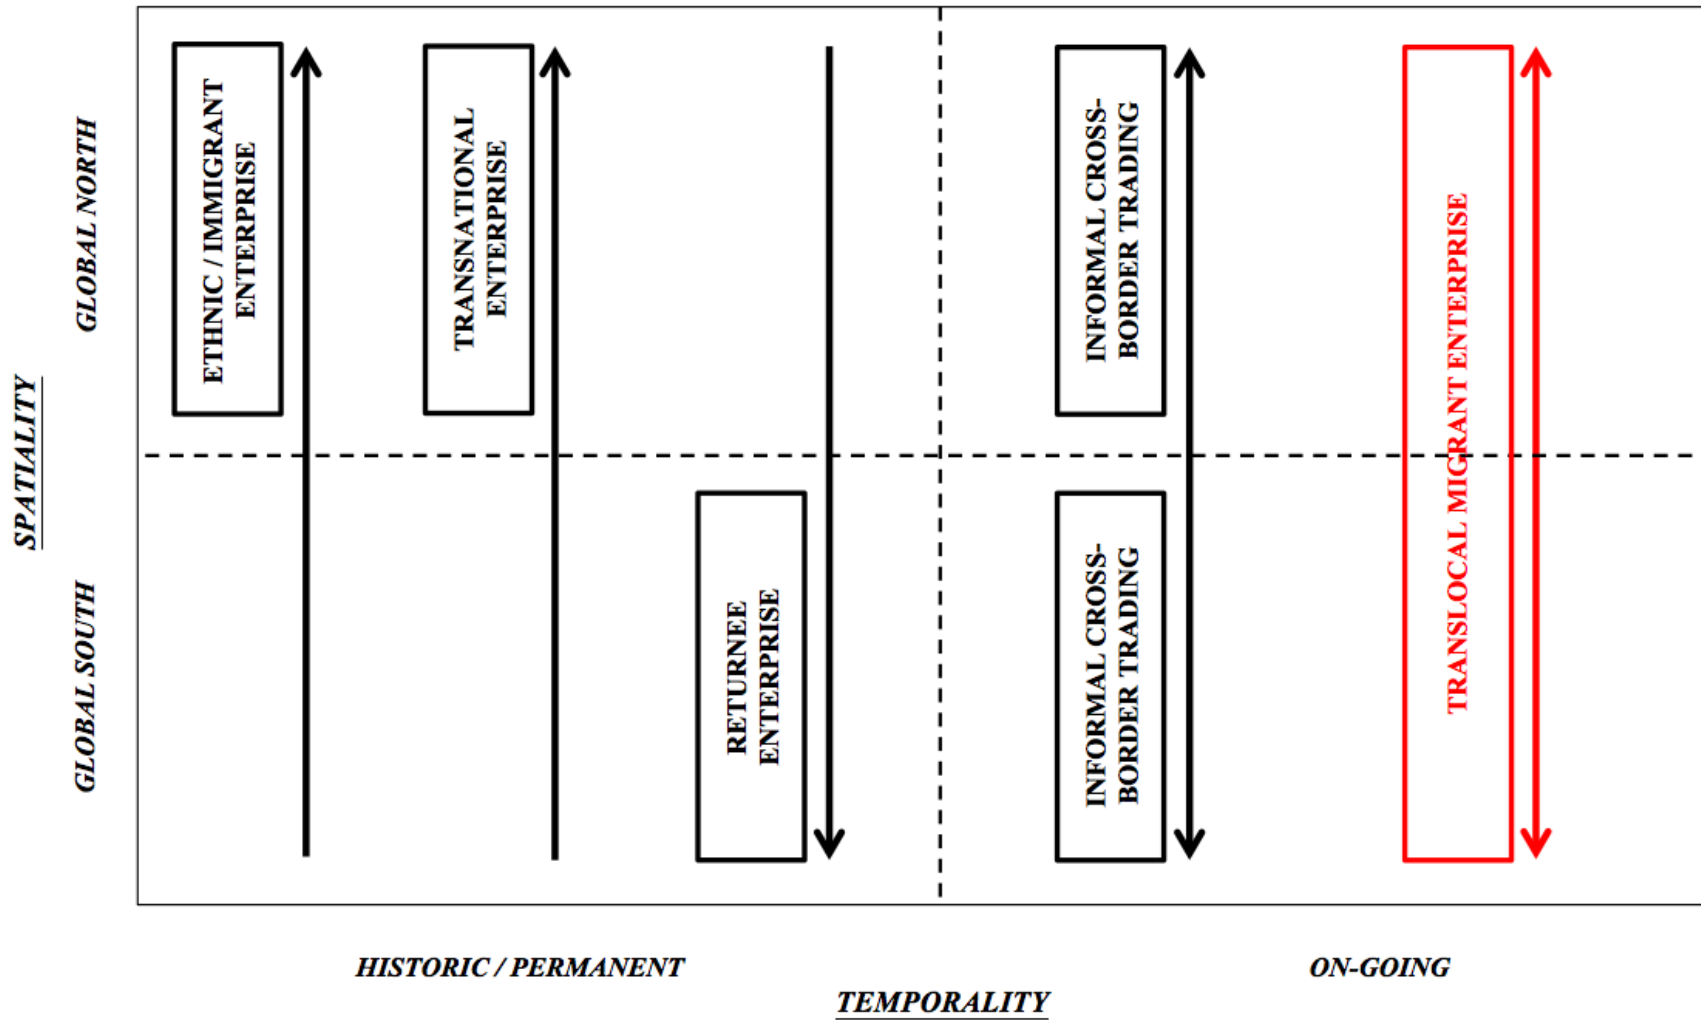 SPATIALITY
GLOBAL NORTH
GLOBAL SOUTH
ETHNIC / IMMIGRANT
ENTERPRISE
TRANSNATIONAL
ENTERPRISE
RETURNEE
ENTERPRISE
INFORMAL CROSS-
BORDER TRADING
INFORMAL CROSS-
BORDER TRADING
TRANSLOCAL MIGRANT ENTERPRISE
HISTORIC / PERMANENT
ON-GOING
TEMPORALITY